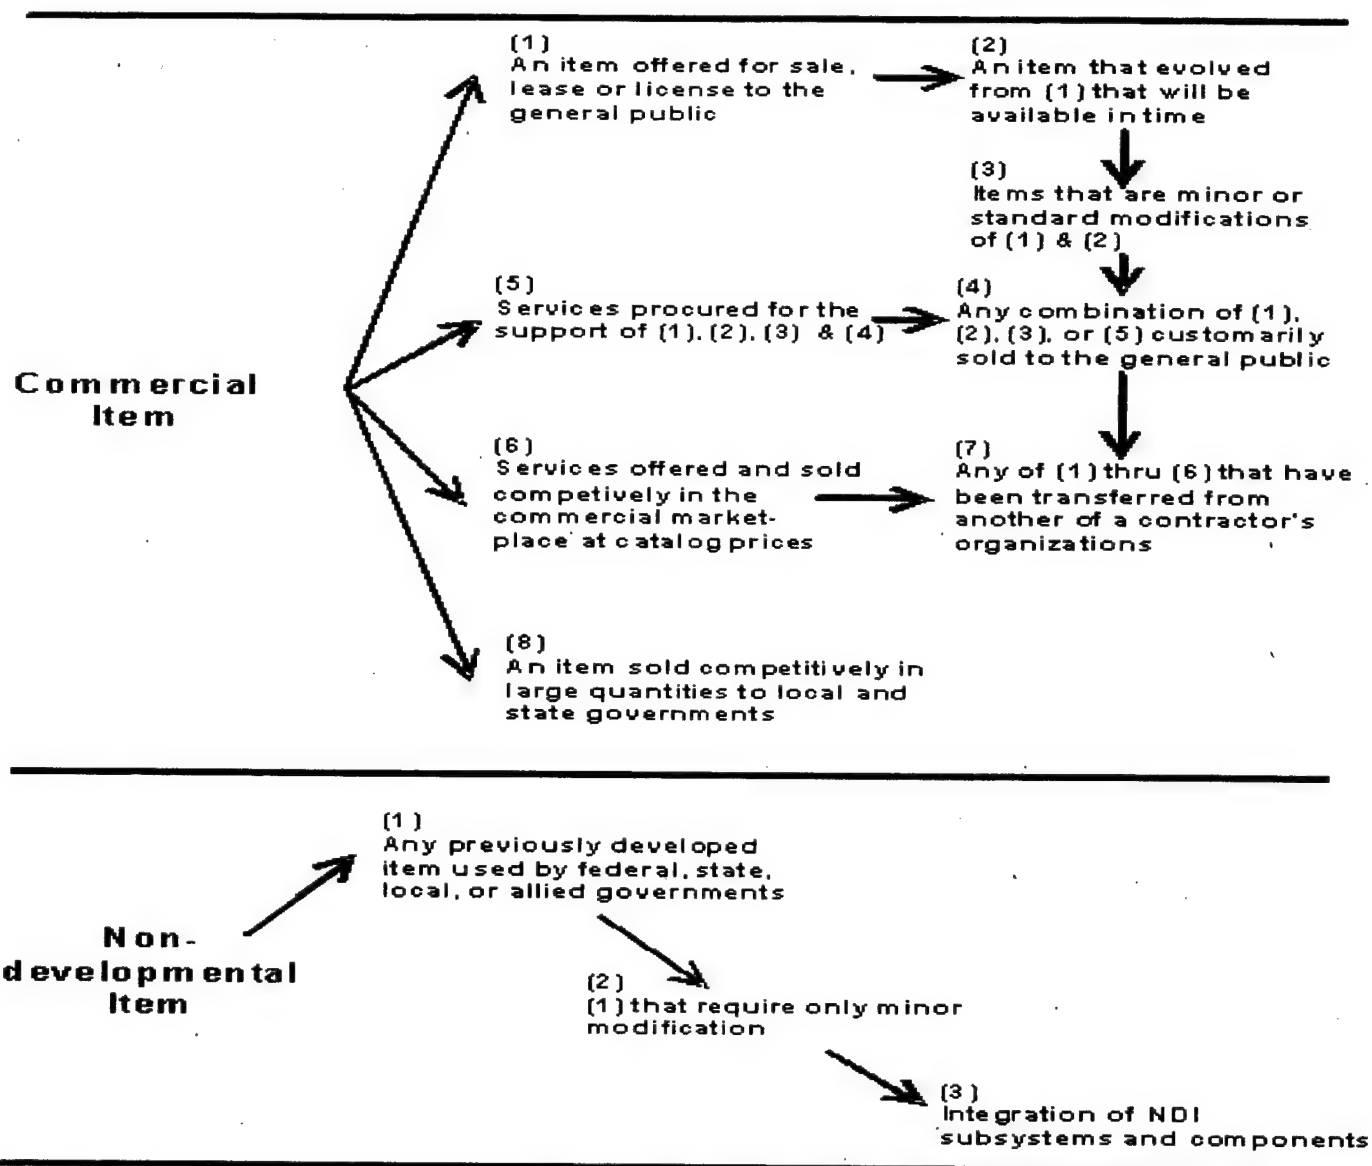 (1)
An item offered for sale,
lease or license to the
general public
(2)
An item that evolved
from (1) that will be
available in time
(3)
Items that are minor or
standard modifications
of (1) & (2)
(5)
Services procured for the
support of (1), (2), (3) & (4)
(4)
Any combination of (1),
(2), (3), or (5) customarily
sold to the general public
Commercial
Item
(6)
Services offered and sold
competively in the
commercial market-
place at catalog prices
(7)
Any of (1) thru (6) that have
been transferred from
another of a contractor's
organizations
(8)
An item sold competitively in
large quantities to local and
state governments
(1)
Any previously developed
item used by federal, state,
local, or allied governments
Non-
developmental
Item
(2)
(1) that require only minor
modification
(3)
Integration of NDI
subsystems and components